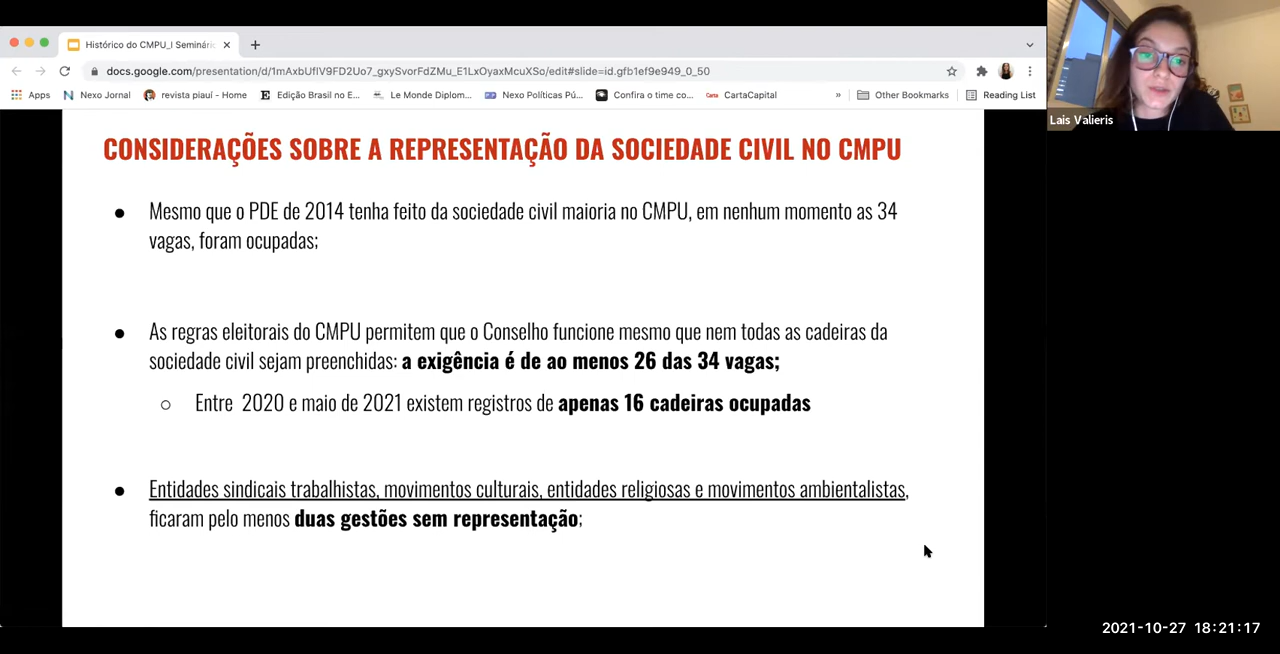 Histórico do CMPU_I Seminári
docs.google.com/presentation/d/1mAxbUfIV9FD2Uo7_gxySvorFdZMu_E1LxOyaxMcuXSo/edit#slide=id.gfb1ef9e949_0_50
Apps Nexo Jornal revista piauí - Home Edição Brasil no E... Le Monde Diplom... Nexo Políticas Pú... Confira o time co... Carta CartaCapital » Other Bookmarks Reading List
Lais Valieris
CONSIDERAÇÕES SOBRE A REPRESENTAÇÃO DA SOCIEDADE CIVIL NO CMPU
● Mesmo que o PDE de 2014 tenha feito da sociedade civil maioria no CMPU, em nenhum momento as 34
vagas, foram ocupadas;
● As regras eleitorais do CMPU permitem que o Conselho funcione mesmo que nem todas as cadeiras da
sociedade civil sejam preenchidas: a exigência é de ao menos 26 das 34 vagas;
○ Entre 2020 e maio de 2021 existem registros de apenas 16 cadeiras ocupadas
● Entidades sindicais trabalhistas, movimentos culturais, entidades religiosas e movimentos ambientalistas,
ficaram pelo menos duas gestões sem representação;
2021-10-27 18:21:17